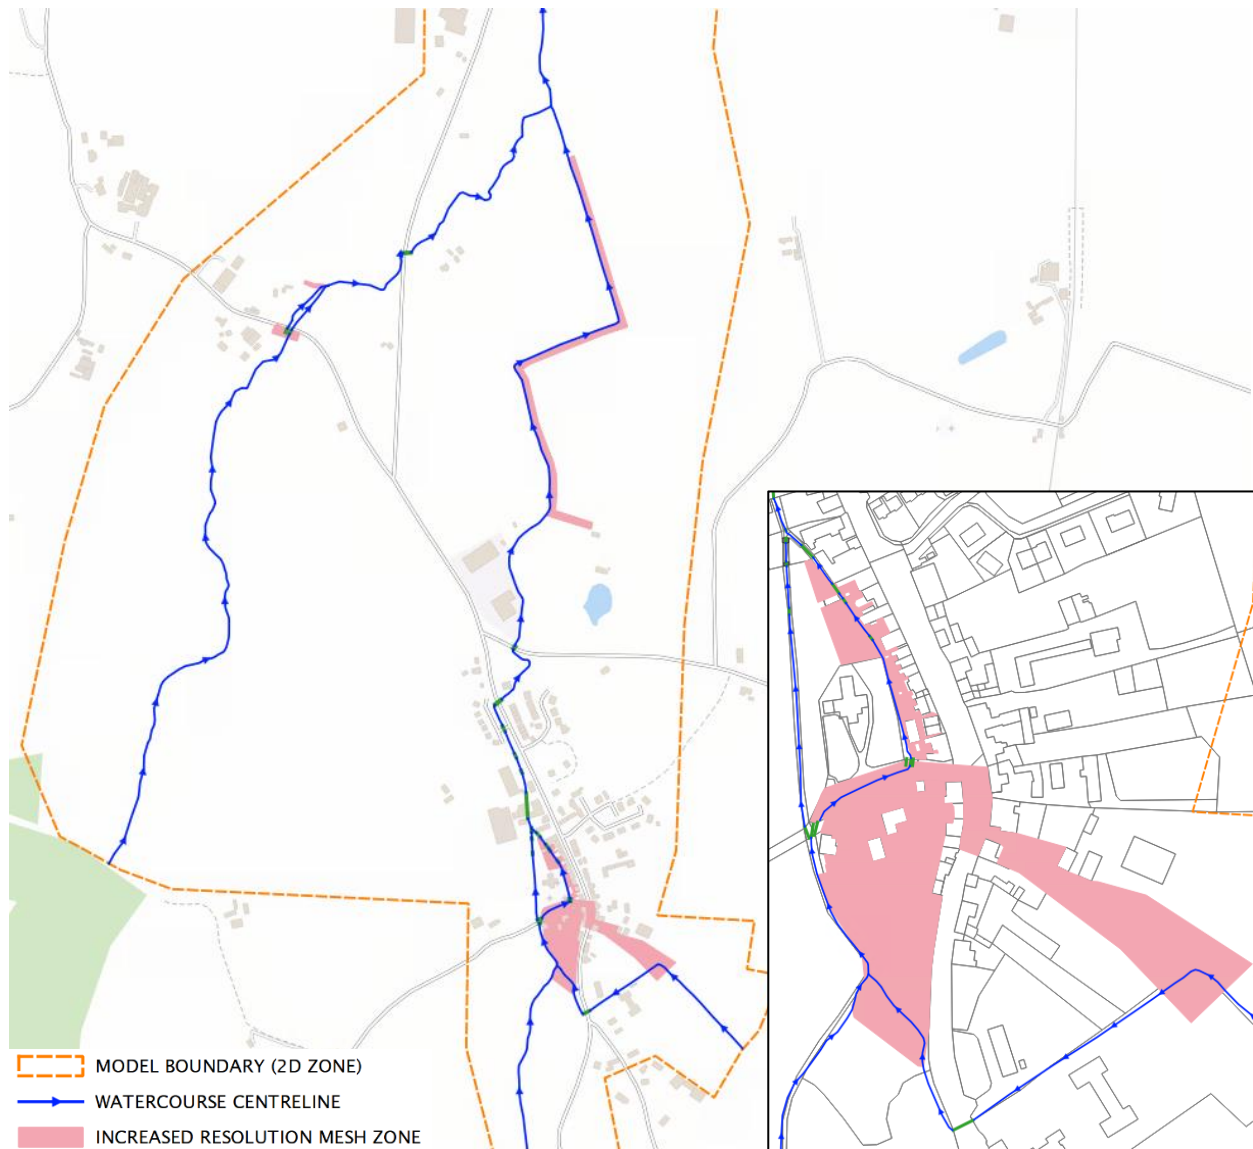 MODEL BOUNDARY (2D ZONE)
WATERCOURSE CENTRELINE
INCREASED RESOLUTION MESH ZONE